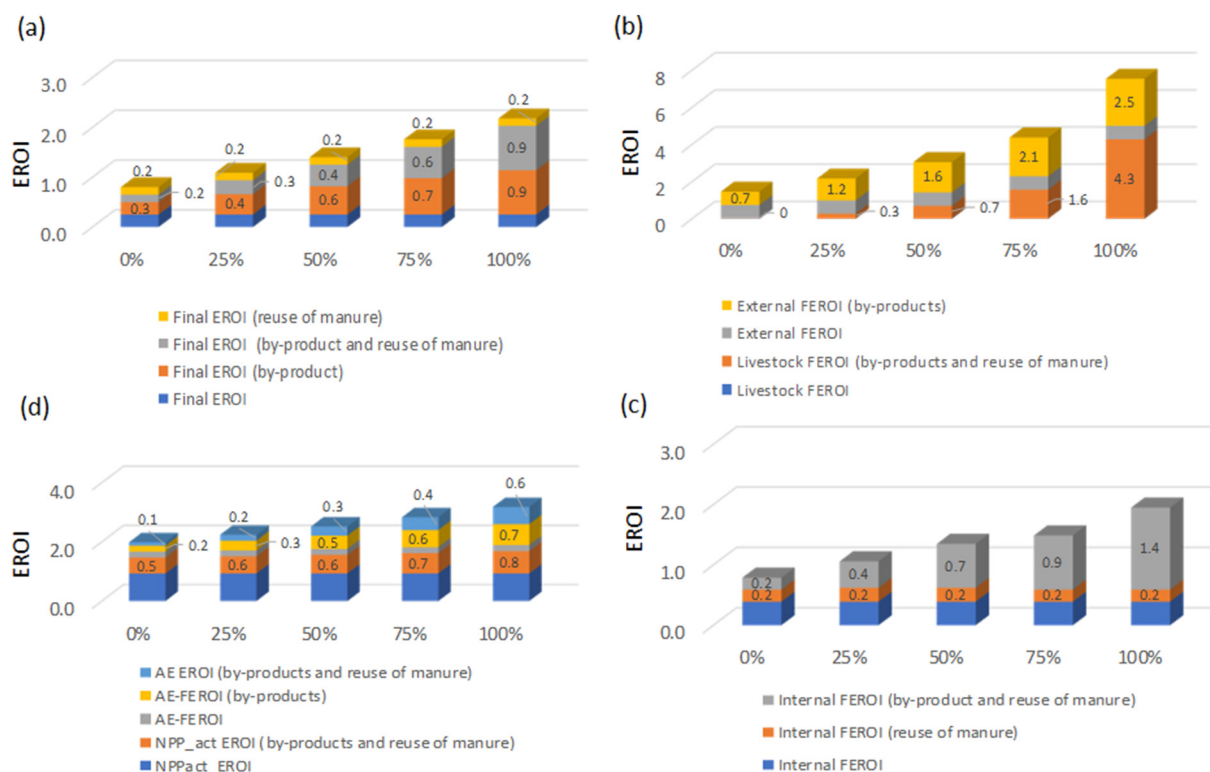 (a)
3.0
2.0
1.0
0.0
EROI
0.2 0.2 0.2 0.2 0.2
0.2 0.3 0.4 0.6 0.9
0.3 0.4 0.6 0.7 0.9
0% 25% 50% 75% 100%
Final EROI (reuse of manure)
Final EROI (by-product and reuse of manure)
Final EROI (by-product)
Final EROI
(b)
8
6
4
2
0
EROI
0.7 1.2 1.6 2.1 2.5
0 0.3 0.7 1.6 4.3
0% 25% 50% 75% 100%
External FEROI (by-products)
External FEROI
Livestock FEROI (by-products and reuse of manure)
Livestock FEROI
(d)
4.0
2.0
0.0
EROI
0.1 0.2 0.3 0.4 0.6
0.2 0.3 0.5 0.6 0.7
0.5 0.6 0.6 0.7 0.8
0% 25% 50% 75% 100%
AE EROI (by-products and reuse of manure)
AE-FEROI (by-products)
AE-FEROI
NPP_act EROI (by-products and reuse of manure)
NPPact_EROI
(c)
3.0
2.0
1.0
0.0
EROI
0.2 0.4 0.7 0.9 1.4
0.2 0.2 0.2 0.2 0.2
0% 25% 50% 75% 100%
Internal FEROI (by-product and reuse of manure)
Internal FEROI (reuse of manure)
Internal FEROI